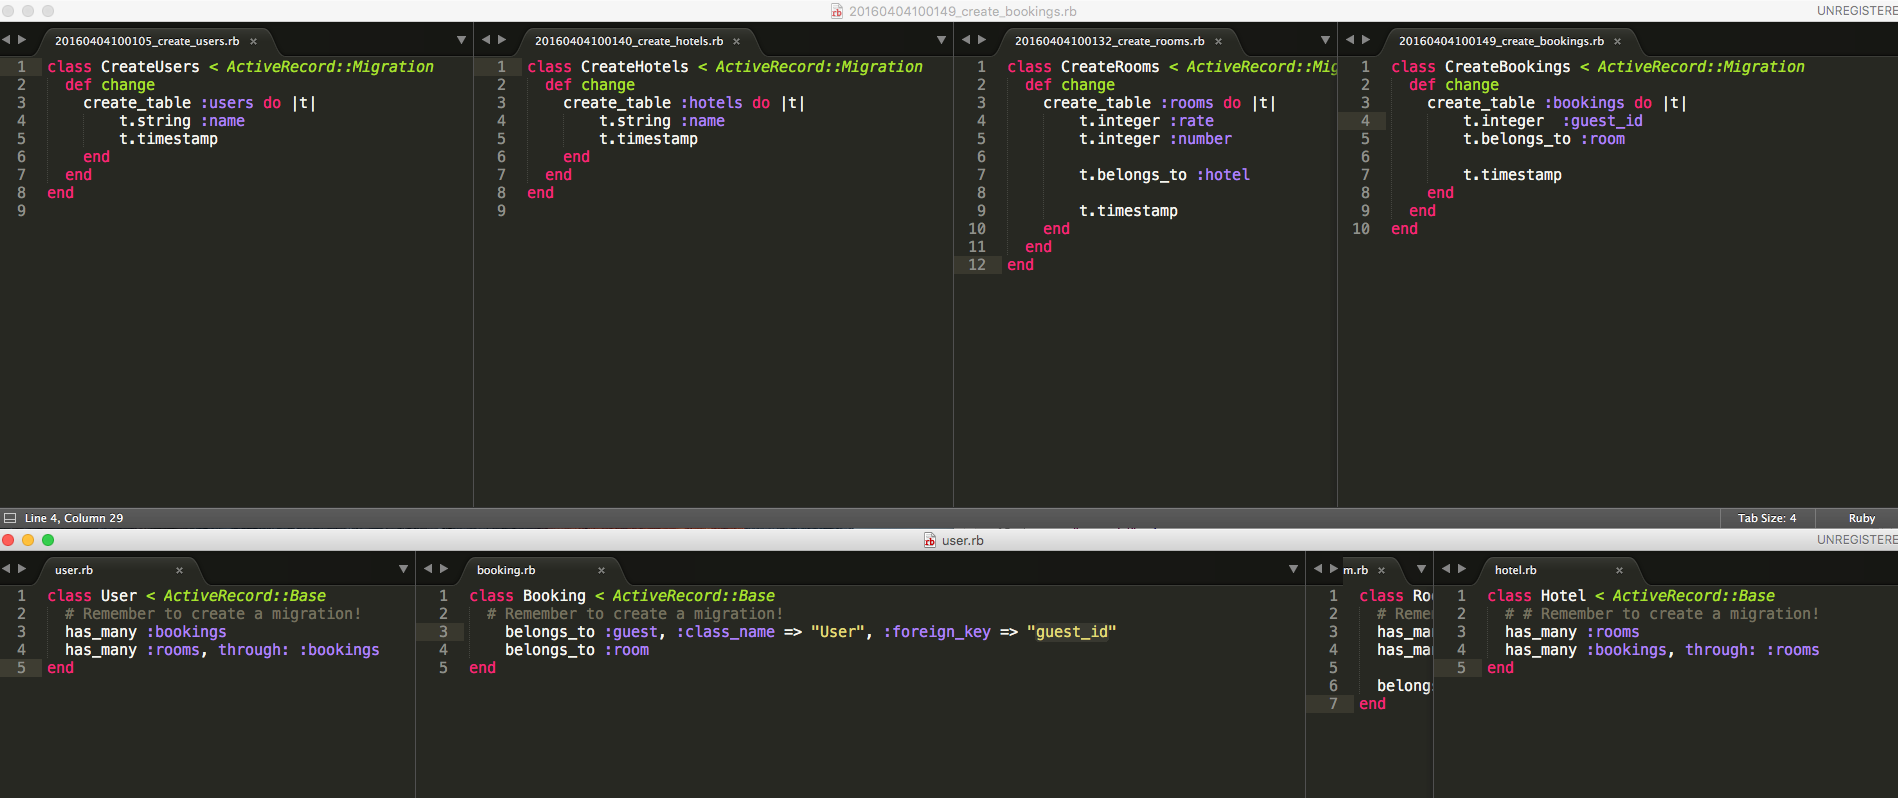 20160404100149_create_bookings.rb
UNREGISTERE
20160404100105_create_users.rb ×
1 class CreateUsers < ActiveRecord::Migration
2 def change
3 create_table :users do |t|
4 t.string :name
5 t.timestamp
6 end
7 end
8 end
9
20160404100140_create_hotels.rb ×
1 class CreateHotels < ActiveRecord::Migration
2 def change
3 create_table :hotels do |t|
4 t.string :name
5 t.timestamp
6 end
7 end
8 end
9
20160404100132_create_rooms.rb ×
1 class CreateRooms < ActiveRecord::Mig
2 def change
3 create_table :rooms do |t|
4 t.integer :rate
5 t.integer :number
6
7 t.belongs_to :hotel
8
9 t.timestamp
10 end
11 end
12 end
20160404100149_create_bookings.rb ×
1 class CreateBookings < ActiveRecord::Migration
2 def change
3 create_table :bookings do |t|
4 t.integer  :guest_id
5 t.belongs_to :room
6
7 t.timestamp
8 end
9 end
10 end
Line 4, Column 29
Tab Size: 4
Ruby
user.rb
UNREGISTERE
user.rb ×
1 class User < ActiveRecord::Base
2 # Remember to create a migration!
3 has_many :bookings
4 has_many :rooms, through: :bookings
5 end
booking.rb ×
1 class Booking < ActiveRecord::Base
2 # Remember to create a migration!
3 belongs_to :guest, :class_name => "User", :foreign_key => "guest_id"
4 belongs_to :room
5 end
m.rb ×
1 class Ro
2 # Reme
3 has_ma
4 has_ma
5
6 belong
7 end
hotel.rb ×
1 class Hotel < ActiveRecord::Base
2 # # Remember to create a migration!
3 has_many :rooms
4 has_many :bookings, through: :rooms
5 end